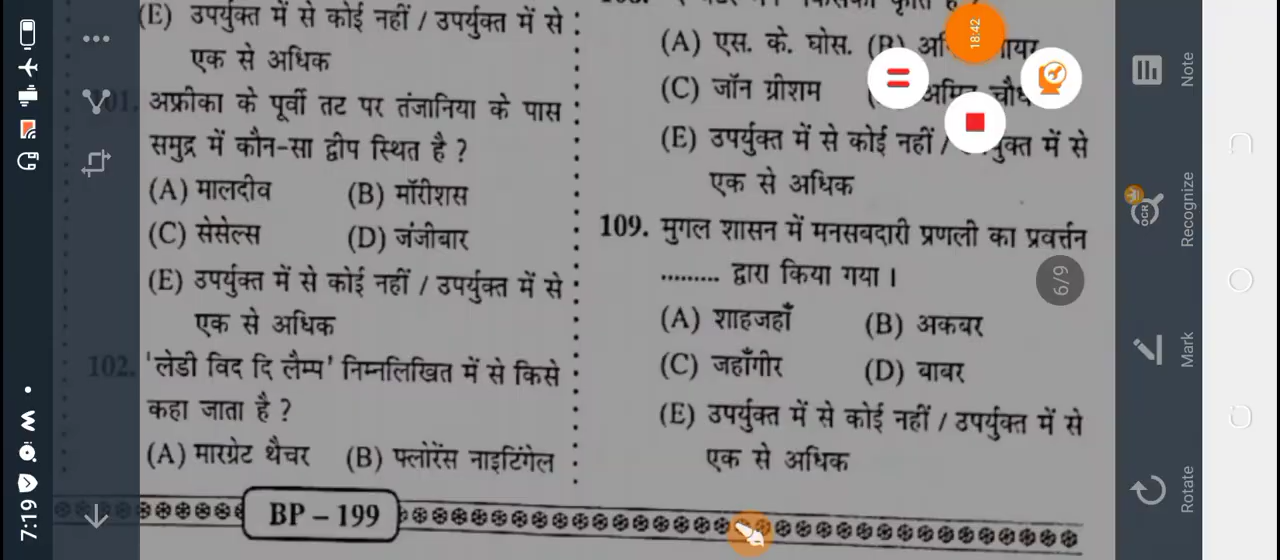 (E) उपर्युक्त में से कोई नहीं / उपर्युक्त में से
एक से अधिक
101. अफ्रीका के पूर्वी तट पर तंजानिया के पास
समुद्र में कौन-सा द्वीप स्थित है ?
(A) मालदीव (B) मॉरीशस
(C) सेसेल्स (D) जंजीबार
(E) उपर्युक्त में से कोई नहीं / उपर्युक्त में से
एक से अधिक
102. 'लेडी विद दि लैम्प' निम्नलिखित में से किसे
कहा जाता है ?
(A) मारग्रेट थैचर (B) फ्लोरेंस नाइटिंगेल
BP – 199
(A) एस. के. घोस. (B)
(C) जॉन ग्रीशम अमित
(E) उपर्युक्त में से कोई नहीं / में से
एक से अधिक
109. मुगल शासन में मनसबदारी प्रणली का प्रवर्त्तन
......... द्वारा किया गया ।
(A) शाहजहाँ (B) अकबर
(C) जहाँगीर (D) बाबर
(E) उपर्युक्त में से कोई नहीं / उपर्युक्त में से
एक से अधिक
18:42
6/9
7:19
Note
OCR
Recognize
Mark
Rotate